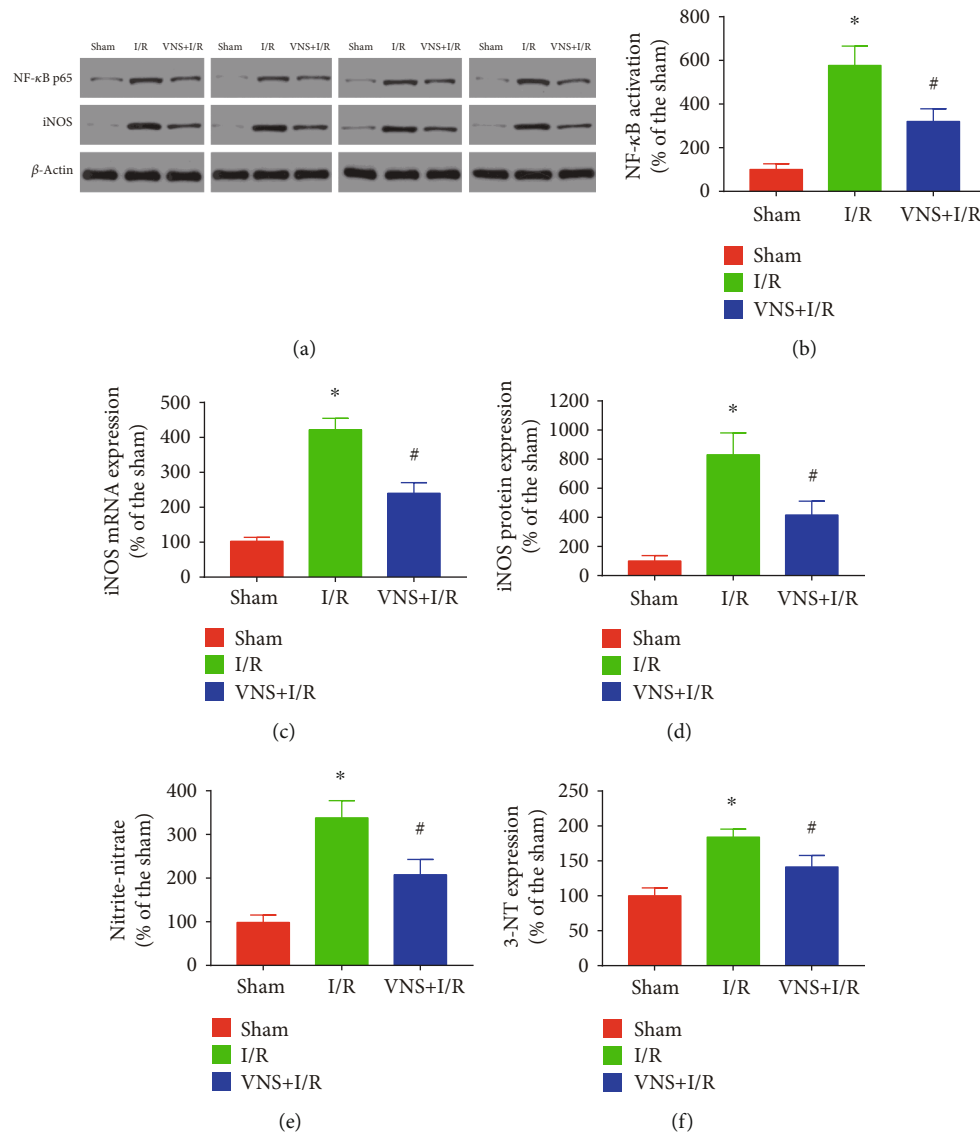 Sham I/R VNS+I/R Sham I/R VNS+I/R Sham I/R VNS+I/R Sham I/R VNS+I/R
NF-κB p65
iNOS
β-Actin
(a)
NF-κB activation
(% of the sham)
800
600
400
200
0
*
#
Sham I/R VNS+I/R
Sham
I/R
VNS+I/R
(b)
iNOS mRNA expression
(% of the sham)
500
400
300
200
100
0
*
#
Sham I/R VNS+I/R
Sham
I/R
VNS+I/R
(c)
iNOS protein expression
(% of the sham)
1200
1000
800
600
400
200
0
*
#
Sham I/R VNS+I/R
Sham
I/R
VNS+I/R
(d)
Nitrite-nitrate
(% of the sham)
400
300
200
100
0
*
#
Sham I/R VNS+I/R
Sham
I/R
VNS+I/R
(e)
3-NT expression
(% of the sham)
250
200
150
100
50
0
*
#
Sham I/R VNS+I/R
Sham
I/R
VNS+I/R
(f)